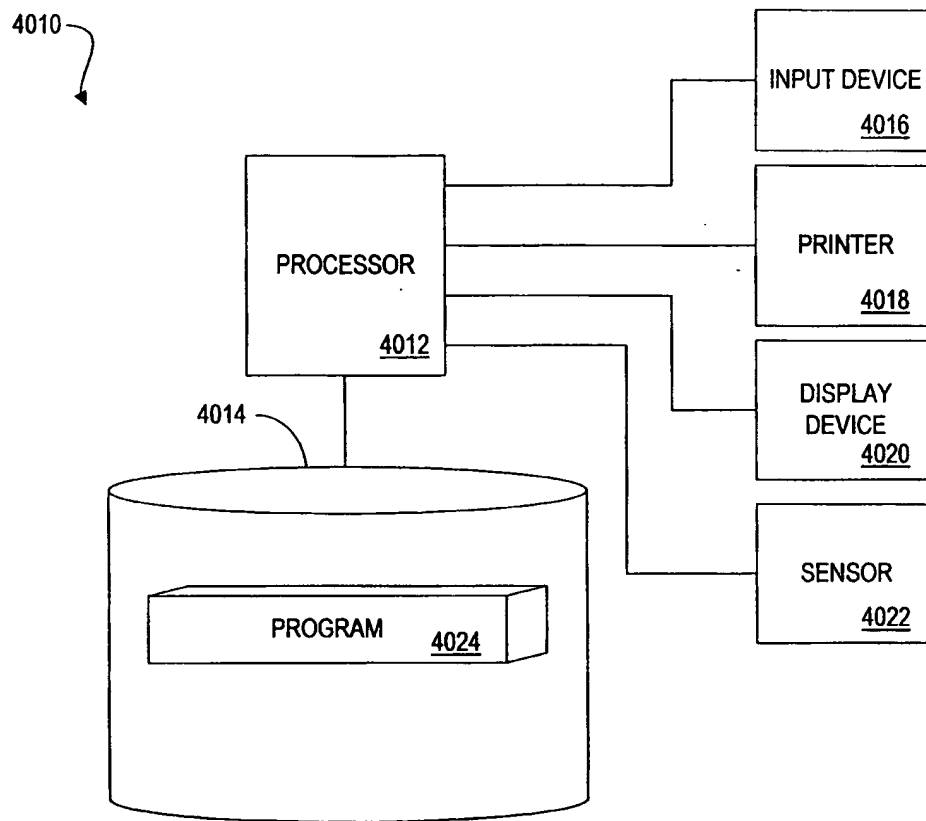 4010
INPUT DEVICE
4016
PROCESSOR
4012
PRINTER
4018
DISPLAY
DEVICE
4020
4014
SENSOR
4022
PROGRAM
4024